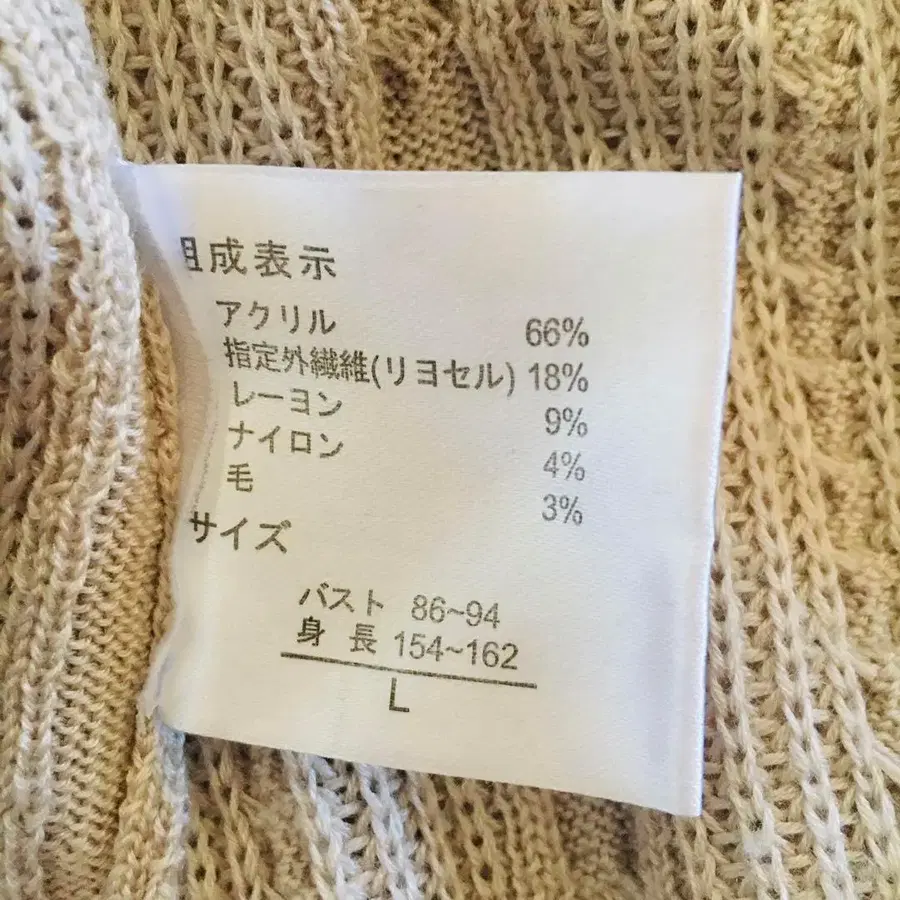 組成表示
アクリル 66%
指定外繊維(リヨセル) 18%
レーヨン 9%
ナイロン 4%
毛 3%
サイズ
バスト 86~94
身長 154~162
L